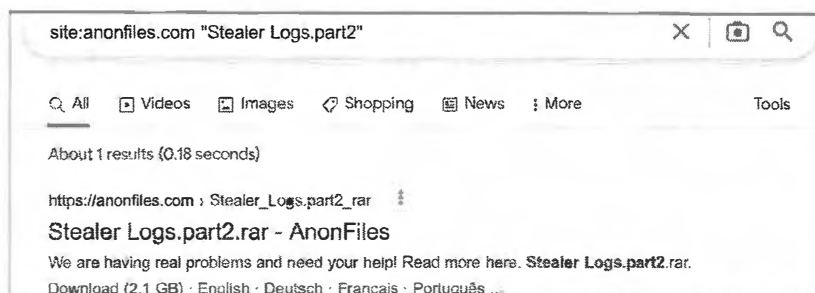 site:anonfiles.com "Stealer Logs.part2"
All Videos Images Shopping News More Tools
About 1 results (0.18 seconds)
https://anonfiles.com › Stealer_Logs.part2_rar
Stealer Logs.part2.rar - AnonFiles
We are having real problems and need your help! Read more here. Stealer Logs.part2.rar.
Download (2.1 GB) · English · Deutsch · Français · Português ...